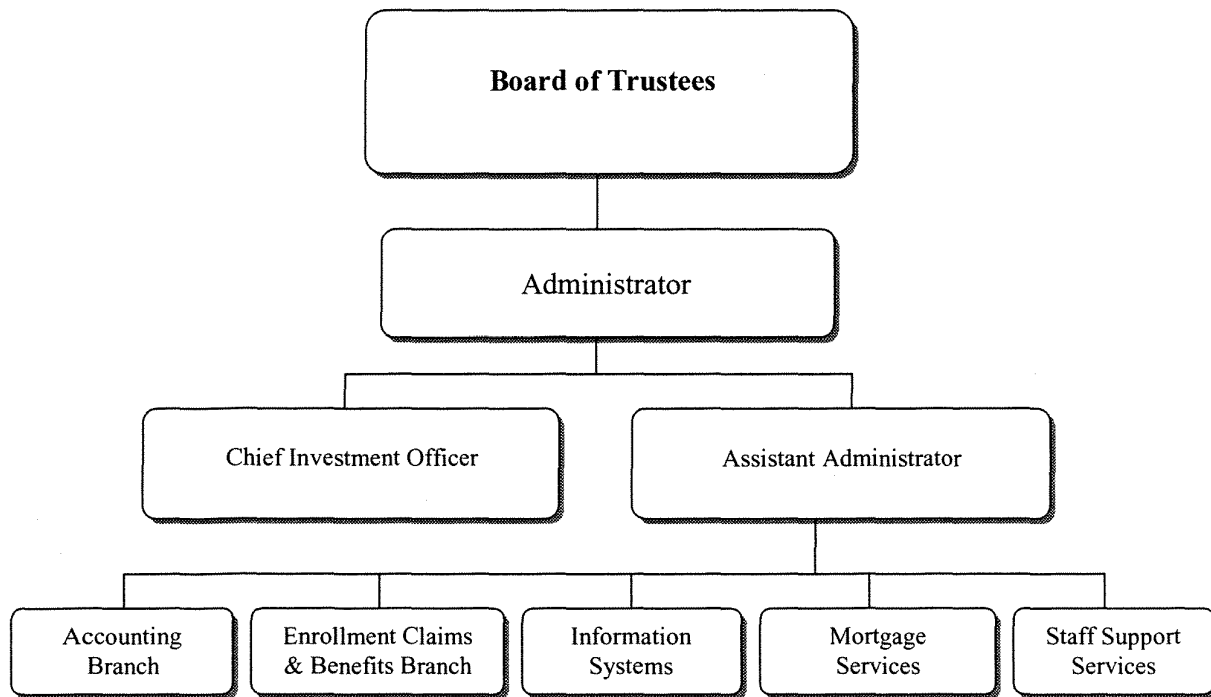 Board of Trustees
Administrator
Chief Investment Officer
Assistant Administrator
Accounting
Branch
Enrollment Claims
& Benefits Branch
Information
Systems
Mortgage
Services
Staff Support
Services